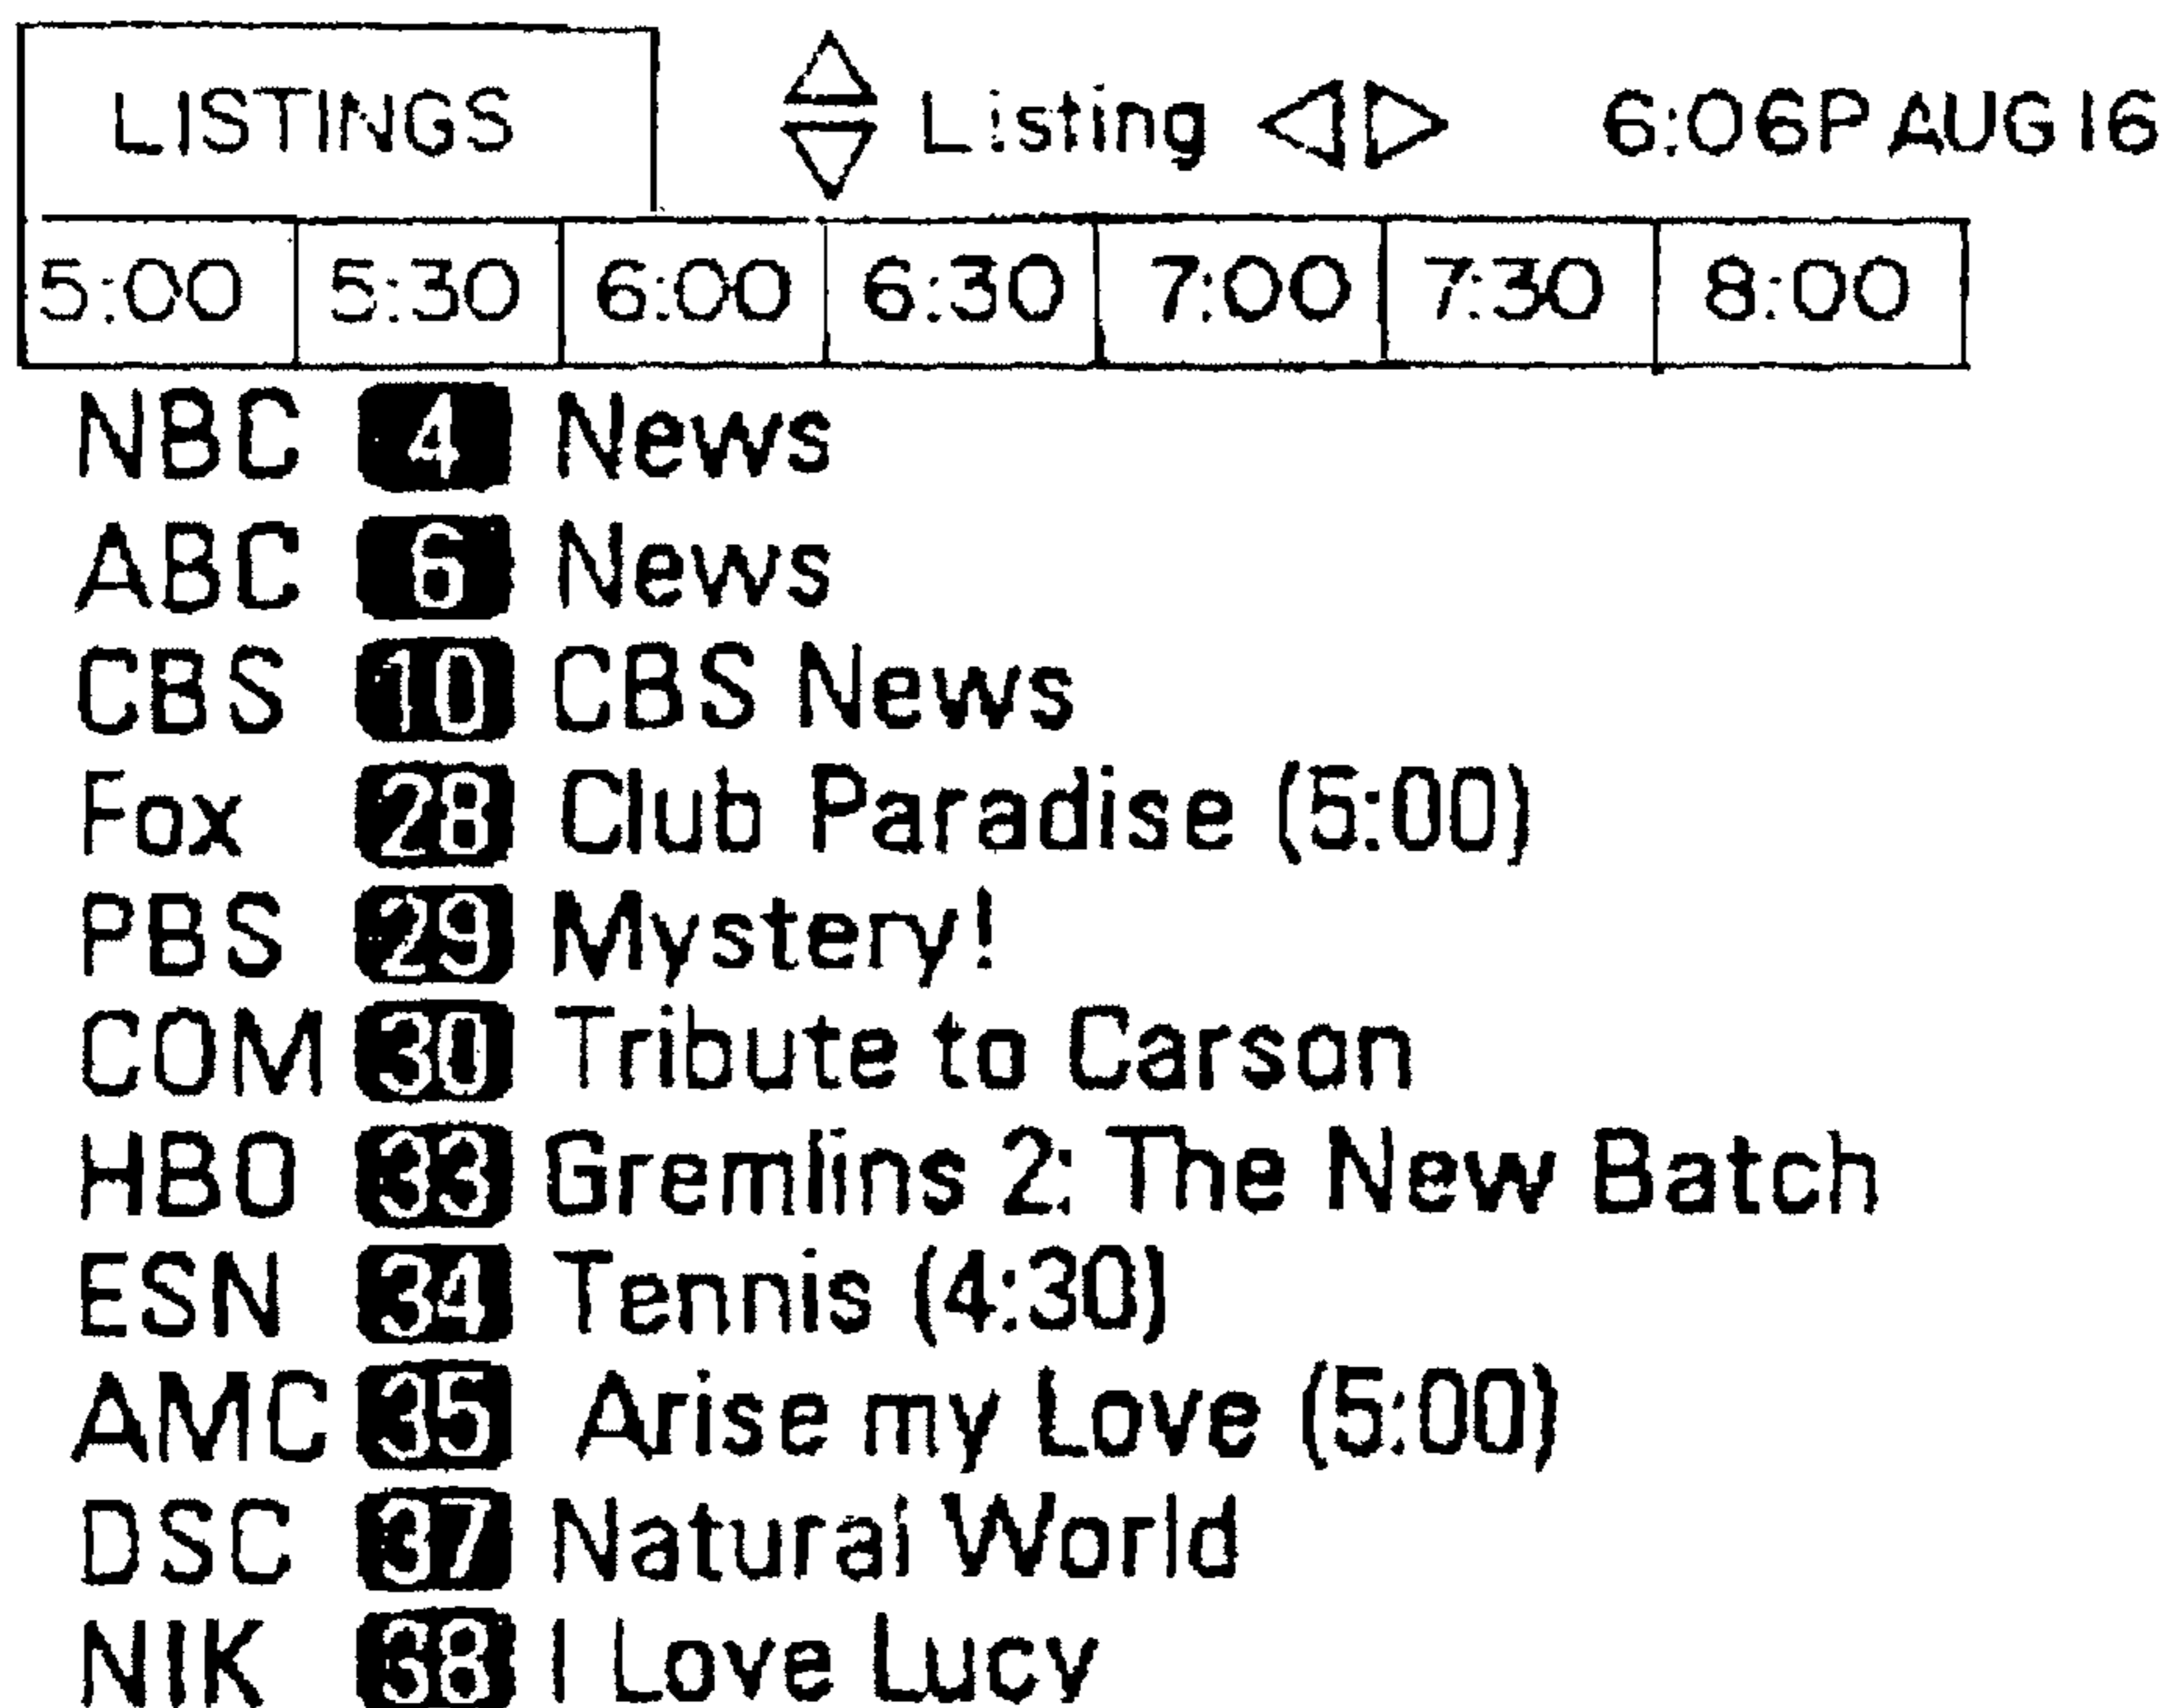 LISTINGS Listing 6:06P AUG 16
5:00 5:30 6:00 6:30 7:00 7:30 8:00
NBC 4 News
ABC 6 News
CBS 10 CBS News
Fox 28 Club Paradise (5:00)
PBS 29 Mystery!
COM 30 Tribute to Carson
HBO 33 Gremlins 2: The New Batch
ESN 34 Tennis (4:30)
AMC 35 Arise my Love (5:00)
DSC 37 Natural World
NIK 38 I Love Lucy